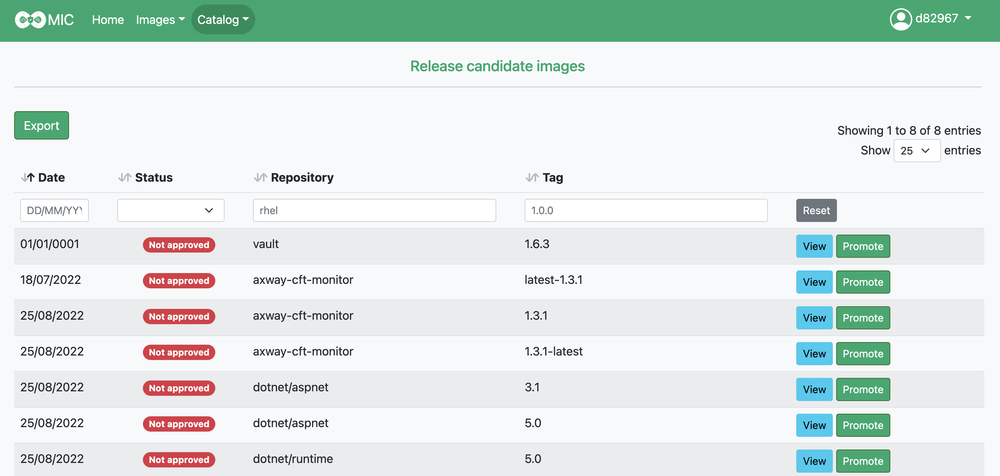 MIC Home Images Catalog d82967
Release candidate images
Export
Showing 1 to 8 of 8 entries
Show 25 entries
Date Status Repository Tag
DD/MM/YYY rhel 1.0.0 Reset
01/01/0001 Not approved vault 1.6.3 View Promote
18/07/2022 Not approved axway-cft-monitor latest-1.3.1 View Promote
25/08/2022 Not approved axway-cft-monitor 1.3.1 View Promote
25/08/2022 Not approved axway-cft-monitor 1.3.1-latest View Promote
25/08/2022 Not approved dotnet/aspnet 3.1 View Promote
25/08/2022 Not approved dotnet/aspnet 5.0 View Promote
25/08/2022 Not approved dotnet/runtime 5.0 View Promote